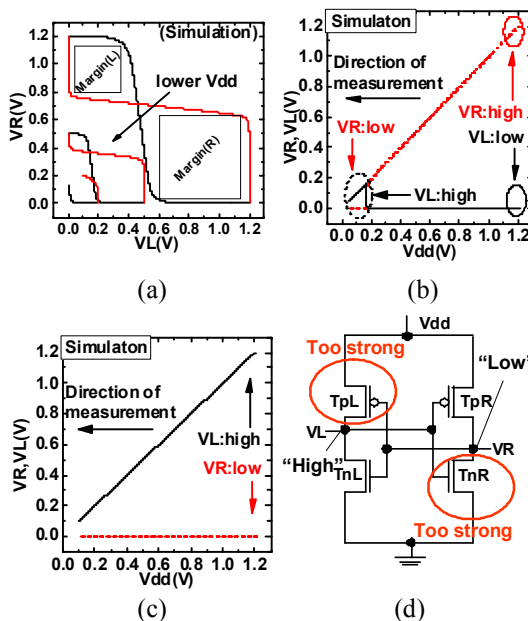 (a)
(Simulation)
Margin(L)
lower Vdd
Margin(R)
VR(V)
1.2
1.0
0.8
0.6
0.4
0.2
0.0
0.0 0.2 0.4 0.6 0.8 1.0 1.2
VL(V)
(b)
Simulaton
Direction of
measurement
VR:low
VR:high
VL:low
VL:high
VR,VL(V)
1.2
1.0
0.8
0.6
0.4
0.2
0.0
0.0 0.2 0.4 0.6 0.8 1.0 1.2
Vdd(V)
(a)
(b)
Simulaton
Direction of
measurement
VL:high
VR:low
VR,VL(V)
1.2
1.0
0.8
0.6
0.4
0.2
0.0
0.0 0.2 0.4 0.6 0.8 1.0 1.2
Vdd(V)
(c)
Vdd
Too strong
"Low"
TpL
TpR
VL
VR
"High"
TnL
TnR
Too strong
(d)